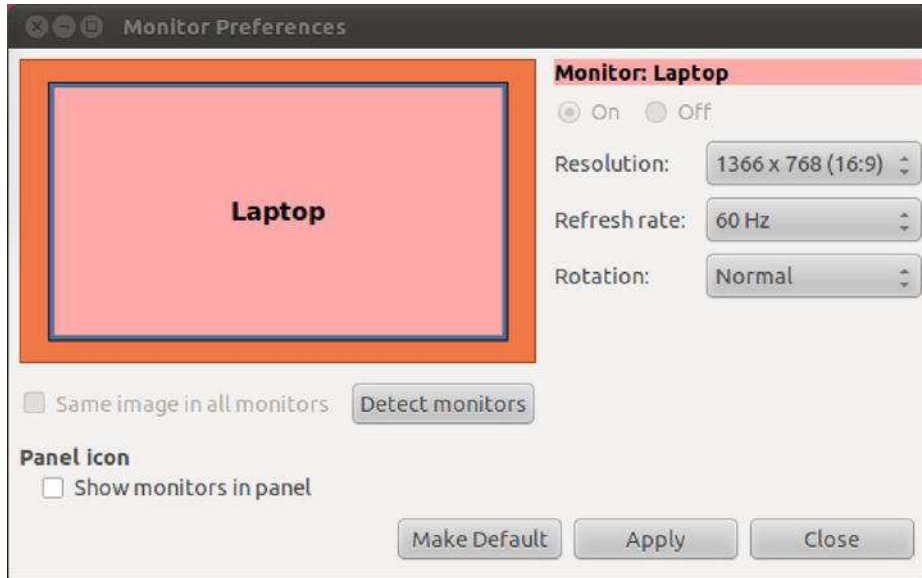 Monitor Preferences
Laptop
Monitor: Laptop
On Off
Resolution: 1366 x 768 (16:9)
Refresh rate: 60 Hz
Rotation: Normal
Same image in all monitors Detect monitors
Panel icon
Show monitors in panel
Make Default Apply Close